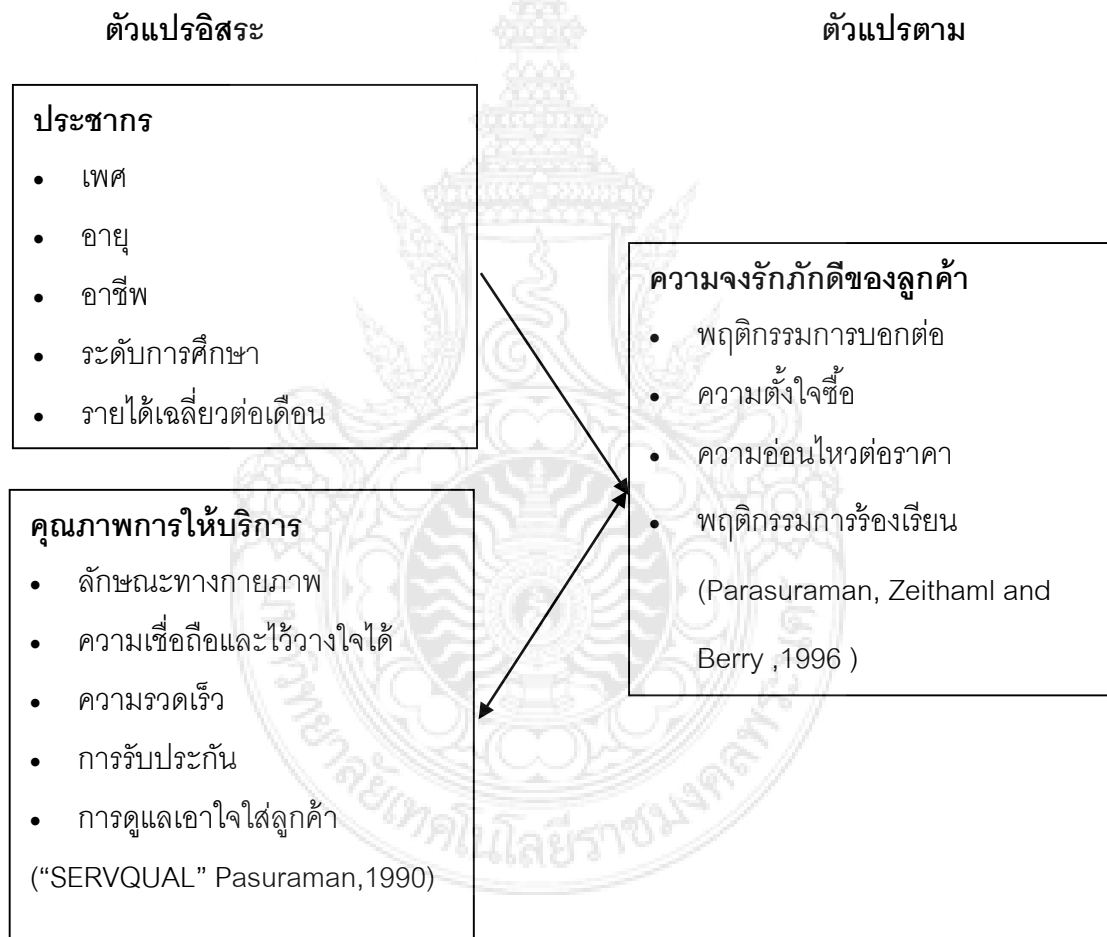 ตัวแปรอิสระ
ตัวแปรตาม
ประชากร
• เพศ
• อายุ
• อาชีพ
• ระดับการศึกษา
• รายได้เฉลี่ยวต่อเดือน
คุณภาพการให้บริการ
• ลักษณะทางกายภาพ
• ความเชื่อถือและไว้วางใจได้
• ความรวดเร็ว
• การรับประกัน
• การดูแลเอาใจใส่ลูกค้า
(“SERVQUAL” Pasuraman,1990)
ความจงรักภักดีของลูกค้า
• พฤติกรรมการบอกต่อ
• ความตั้งใจซื้อ
• ความอ่อนไหวต่อราคา
• พฤติกรรมการร้องเรียน
(Parasuraman, Zeithaml and
Berry ,1996 )